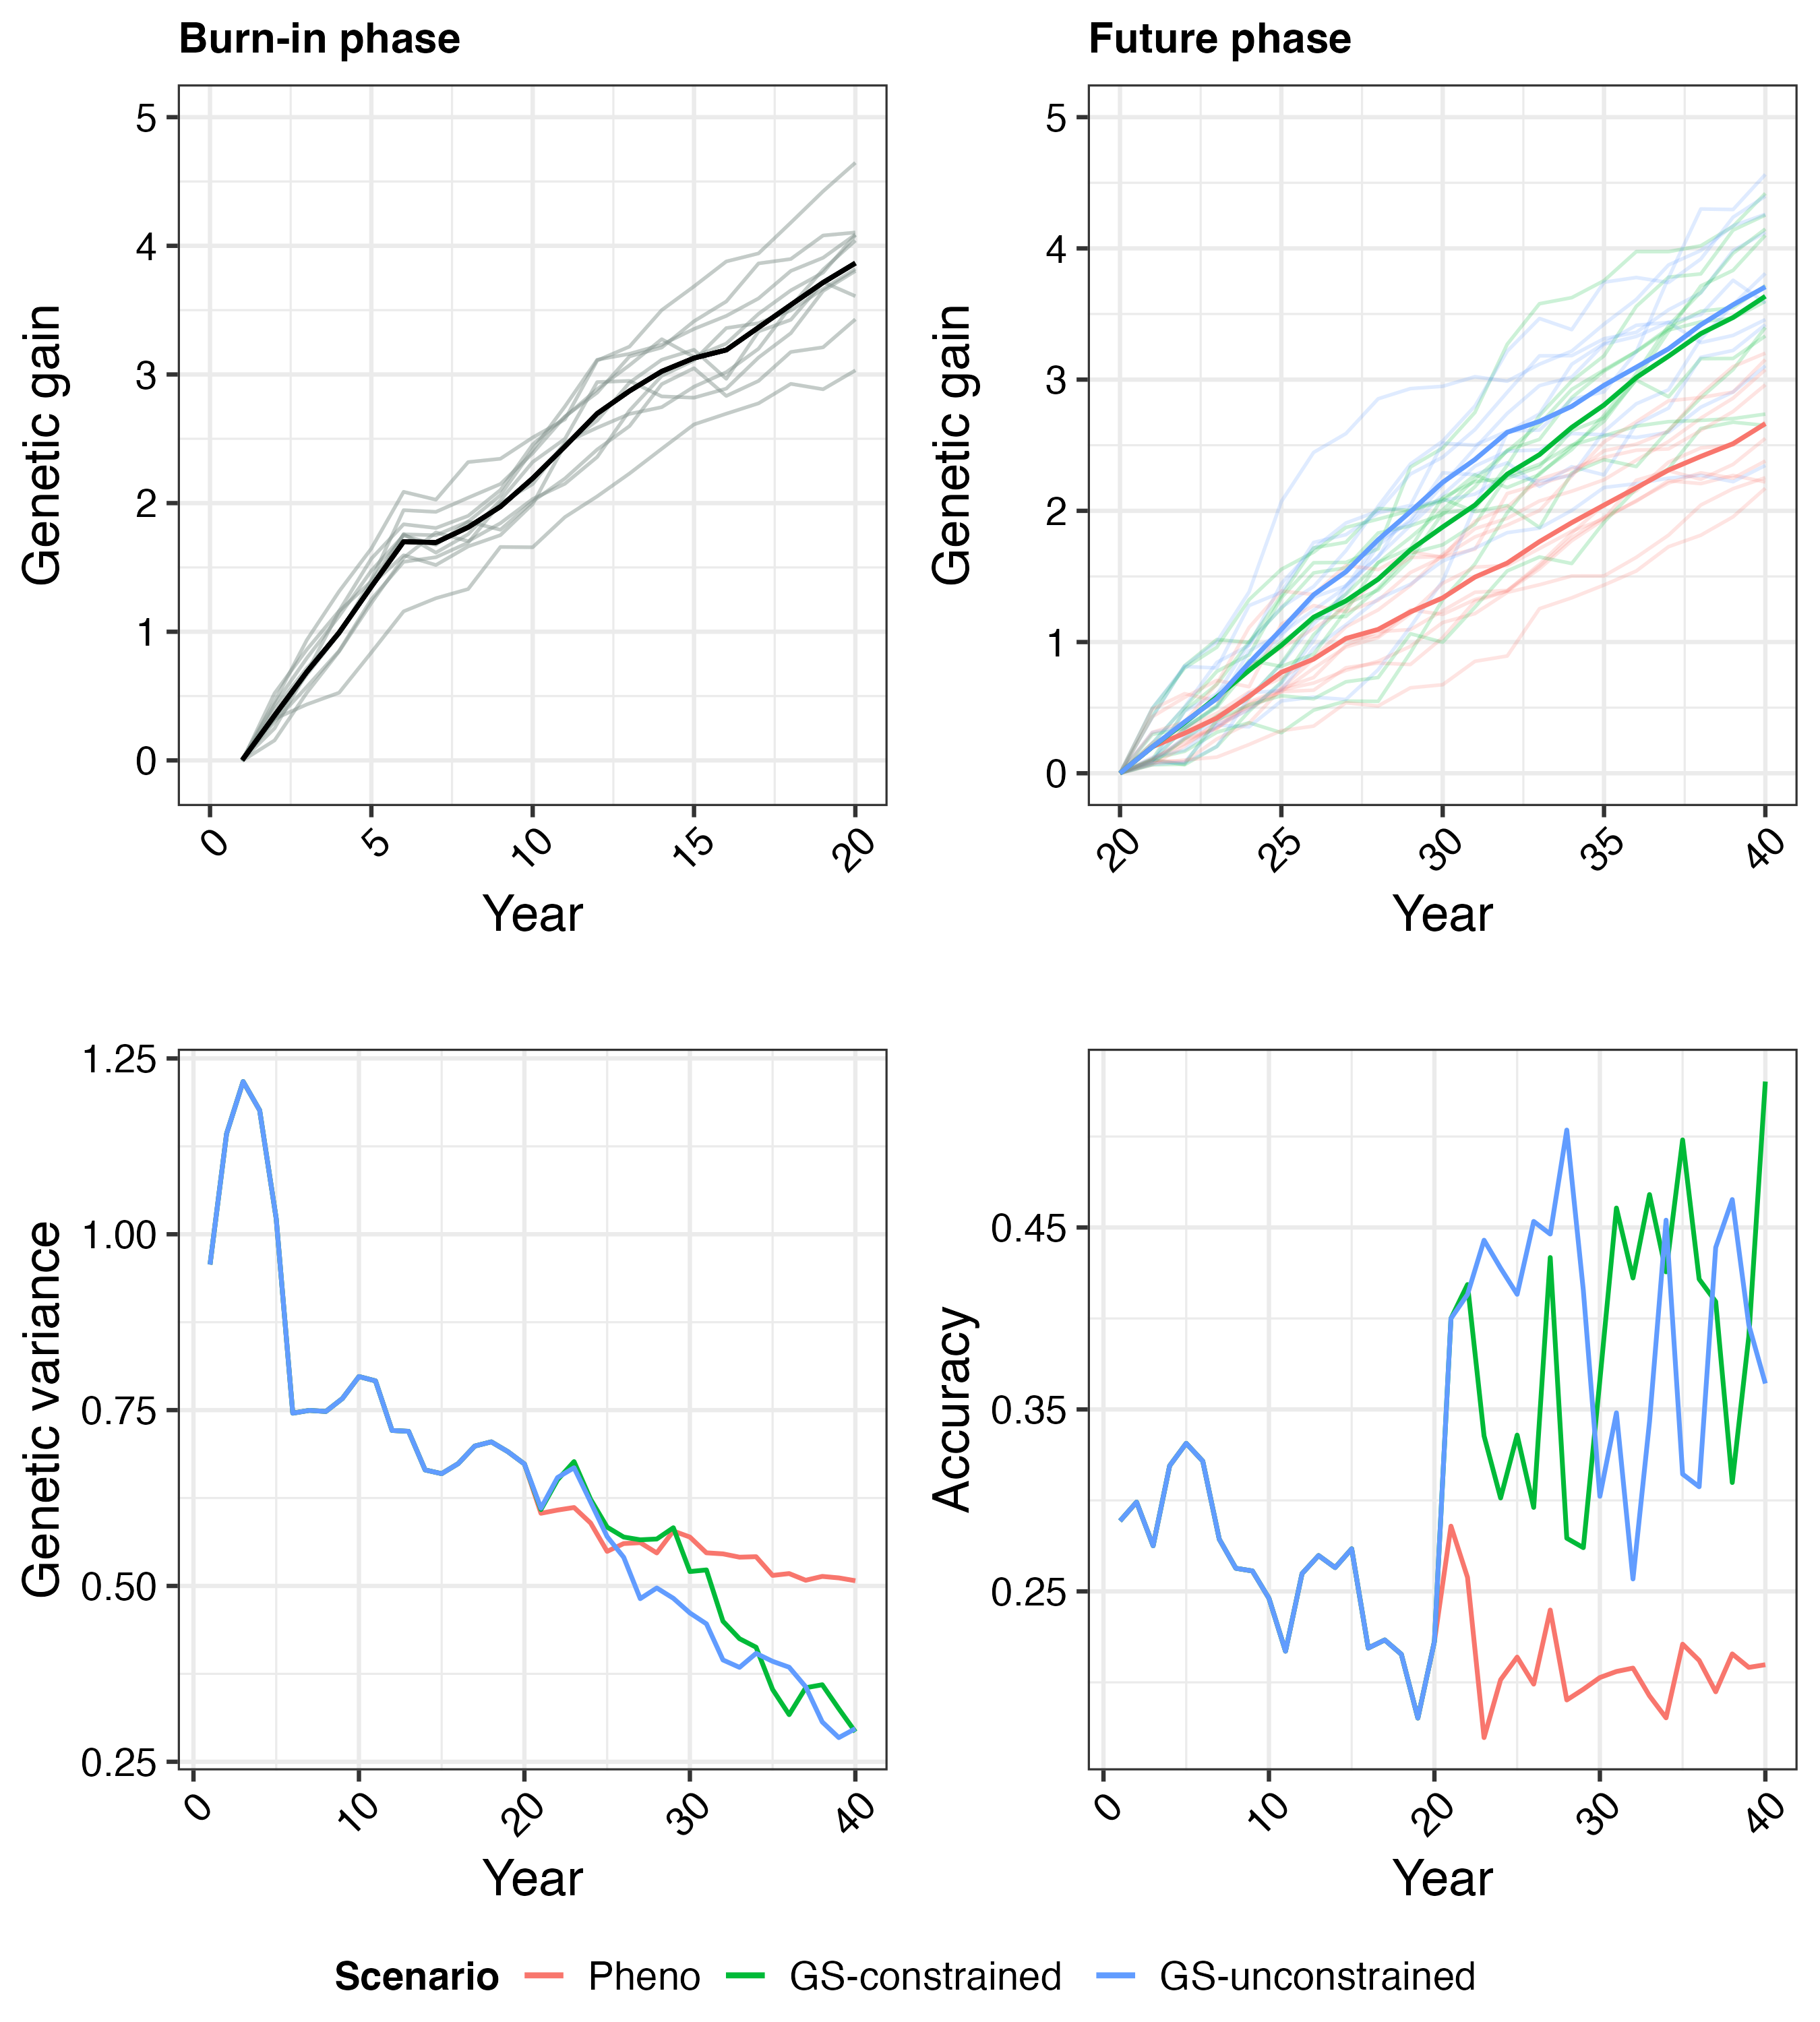 Burn-in phase
Genetic gain
5
4
3
2
1
0
0 5 10 15 20
Year
Future phase
Genetic gain
5
4
3
2
1
0
20 25 30 35 40
Year
Genetic variance
1.25
1.00
0.75
0.50
0.25
0 10 20 30 40
Year
Accuracy
0.45
0.35
0.25
0 10 20 30 40
Year
Scenario Pheno GS-constrained GS-unconstrained